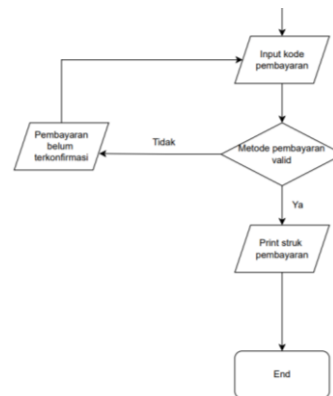 Input kode
pembayaran
Pembayaran
belum
terkonfirmasi
Tidak
Metode pembayaran
valid
Ya
Print struk
pembayaran
End